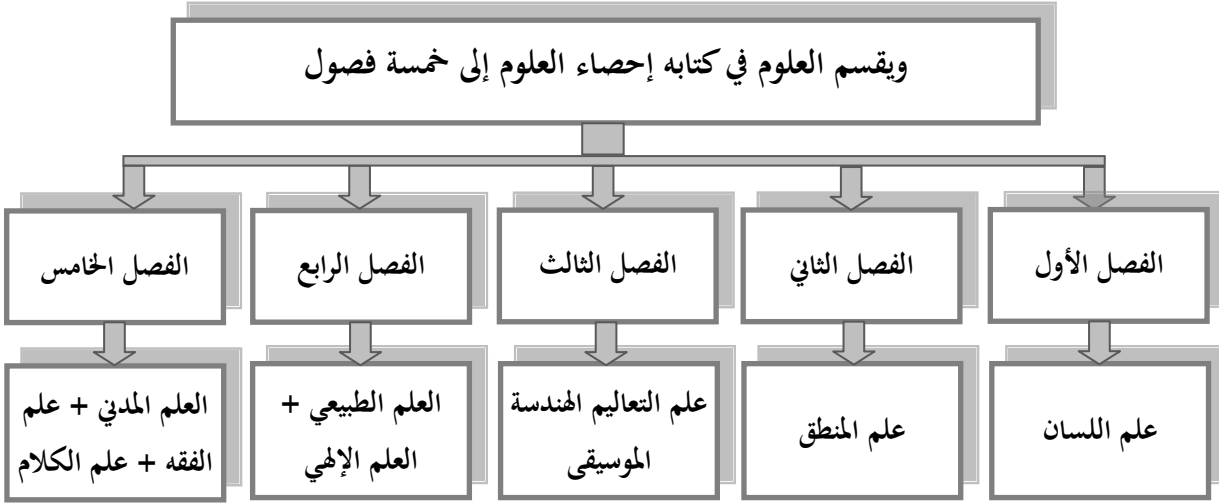 ويقسم العلوم في كتابه إحصاء العلوم إلى خمسة فصول
الفصل الأول
الفصل الثاني
الفصل الثالث
الفصل الرابع
الفصل الخامس
علم اللسان
علم المنطق
علم التعاليم الهندسة
الموسيقى
العلم الطبيعي +
العلم الإلهي
العلم المدني + علم
الفقه + علم الكلام